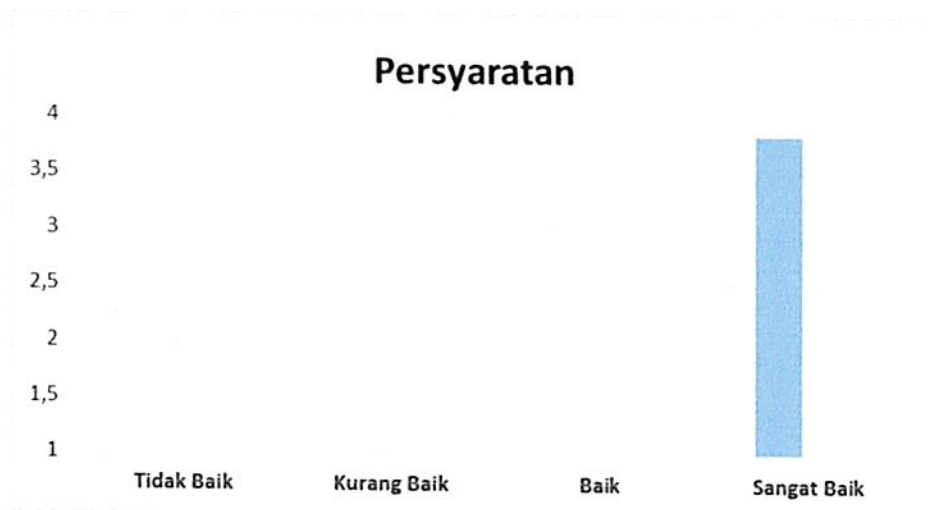 Persyaratan
4
3,5
3
2,5
2
1,5
1
Tidak Baik
Kurang Baik
Baik
Sangat Baik